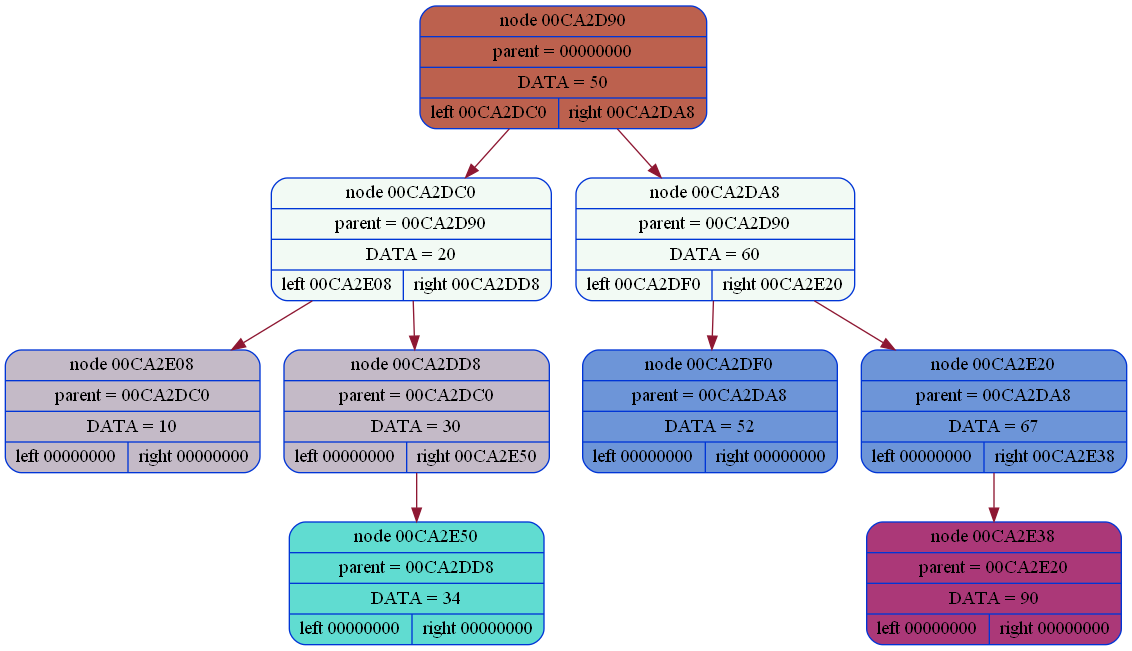 node 00CA2D90
parent = 00000000
DATA = 50
left 00CA2DC0 right 00CA2DA8
node 00CA2DC0
parent = 00CA2D90
DATA = 20
left 00CA2E08 right 00CA2DD8
node 00CA2DA8
parent = 00CA2D90
DATA = 60
left 00CA2DF0 right 00CA2E20
node 00CA2E08
parent = 00CA2DC0
DATA = 10
left 00000000 right 00000000
node 00CA2DD8
parent = 00CA2DC0
DATA = 30
left 00000000 right 00CA2E50
node 00CA2DF0
parent = 00CA2DA8
DATA = 52
left 00000000 right 00000000
node 00CA2E20
parent = 00CA2DA8
DATA = 67
left 00000000 right 00CA2E38
node 00CA2E50
parent = 00CA2DD8
DATA = 34
left 00000000 right 00000000
node 00CA2E38
parent = 00CA2E20
DATA = 90
left 00000000 right 00000000